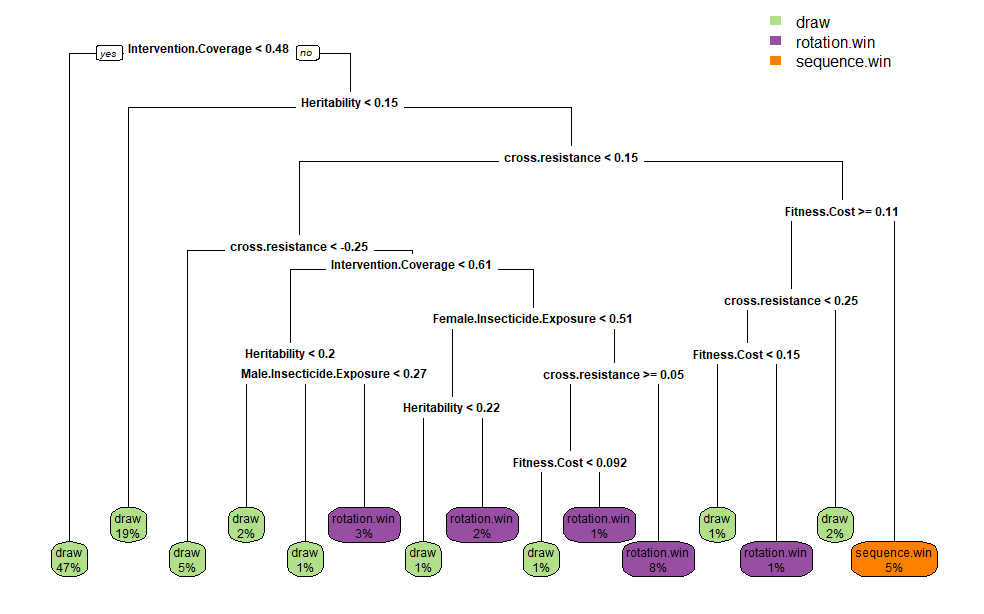 draw
rotation.win
sequence.win
yes
Intervention.Coverage < 0.48
no
Heritability < 0.15
cross.resistance < 0.15
Fitness.Cost >= 0.11
cross.resistance < -0.25
Intervention.Coverage < 0.61
cross.resistance < 0.25
Female.Insecticide.Exposure < 0.51
Heritability < 0.2
Fitness.Cost < 0.15
Male.Insecticide.Exposure < 0.27
cross.resistance >= 0.05
Heritability < 0.22
Fitness.Cost < 0.092
draw
19%
draw
2%
rotation.win
3%
rotation.win
2%
rotation.win
1%
draw
1%
draw
2%
draw
47%
draw
5%
draw
1%
draw
1%
draw
1%
rotation.win
8%
rotation.win
1%
sequence.win
5%